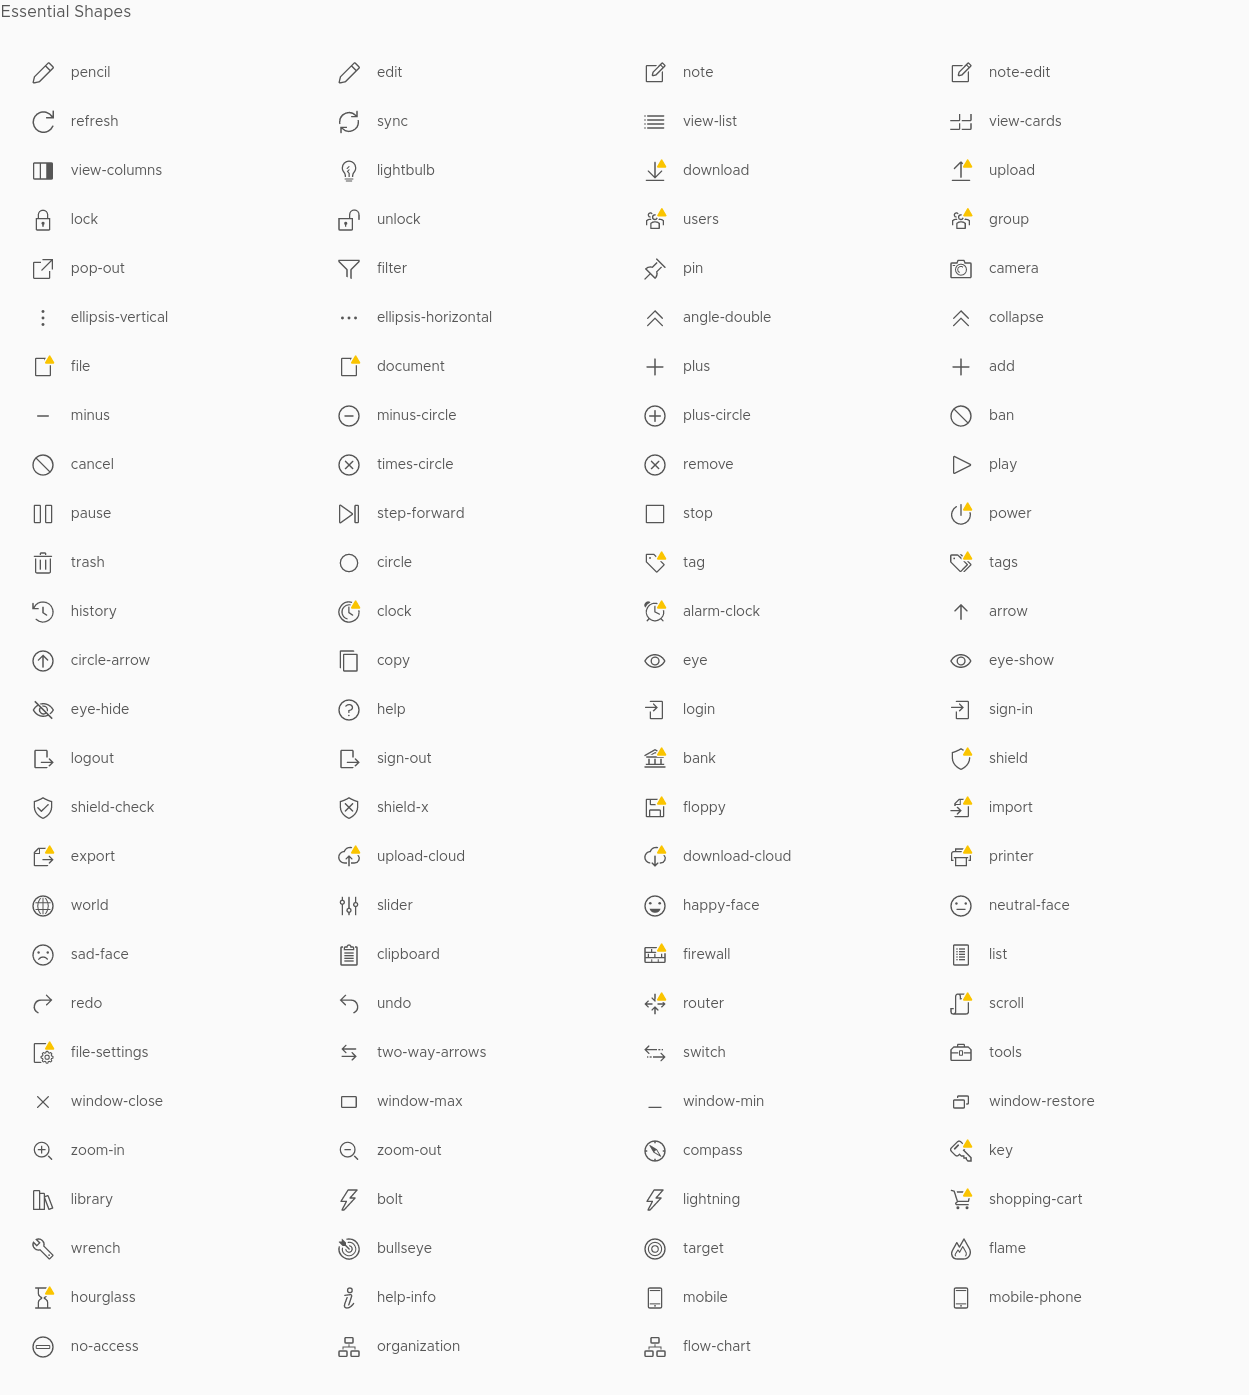 Essential Shapes
pencil edit note note-edit
refresh sync view-list view-cards
view-columns lightbulb download upload
lock unlock users group
pop-out filter pin camera
ellipsis-vertical ellipsis-horizontal angle-double collapse
file document plus add
minus minus-circle plus-circle ban
cancel times-circle remove play
pause step-forward stop power
trash circle tag tags
history clock alarm-clock arrow
circle-arrow copy eye eye-show
eye-hide help login sign-in
logout sign-out bank shield
shield-check shield-x floppy import
export upload-cloud download-cloud printer
world slider happy-face neutral-face
sad-face clipboard firewall list
redo undo router scroll
file-settings two-way-arrows switch tools
window-close window-max window-min window-restore
zoom-in zoom-out compass key
library bolt lightning shopping-cart
wrench bullseye target flame
hourglass help-info mobile mobile-phone
no-access organization flow-chart